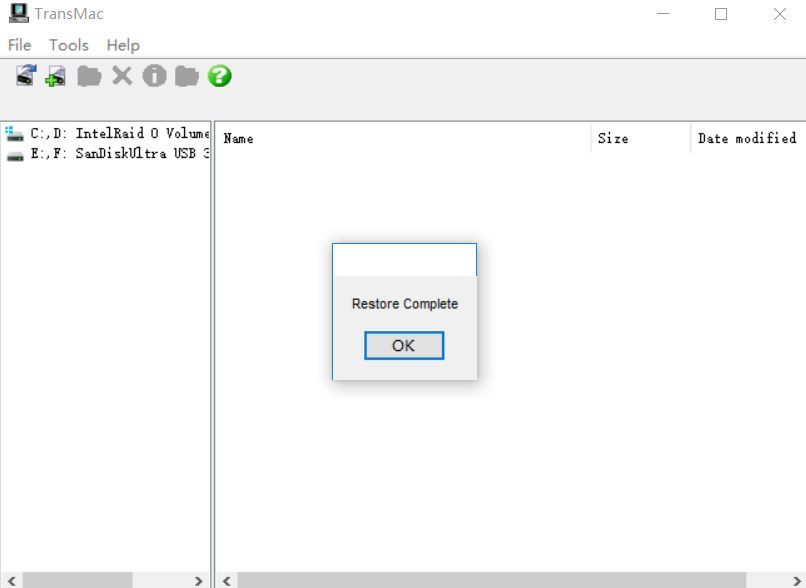 TransMac
File Tools Help
C:,D: IntelRaid 0 Volume
E:,F: SanDiskUltra USB 3
Name Size Date modified
Restore Complete
OK